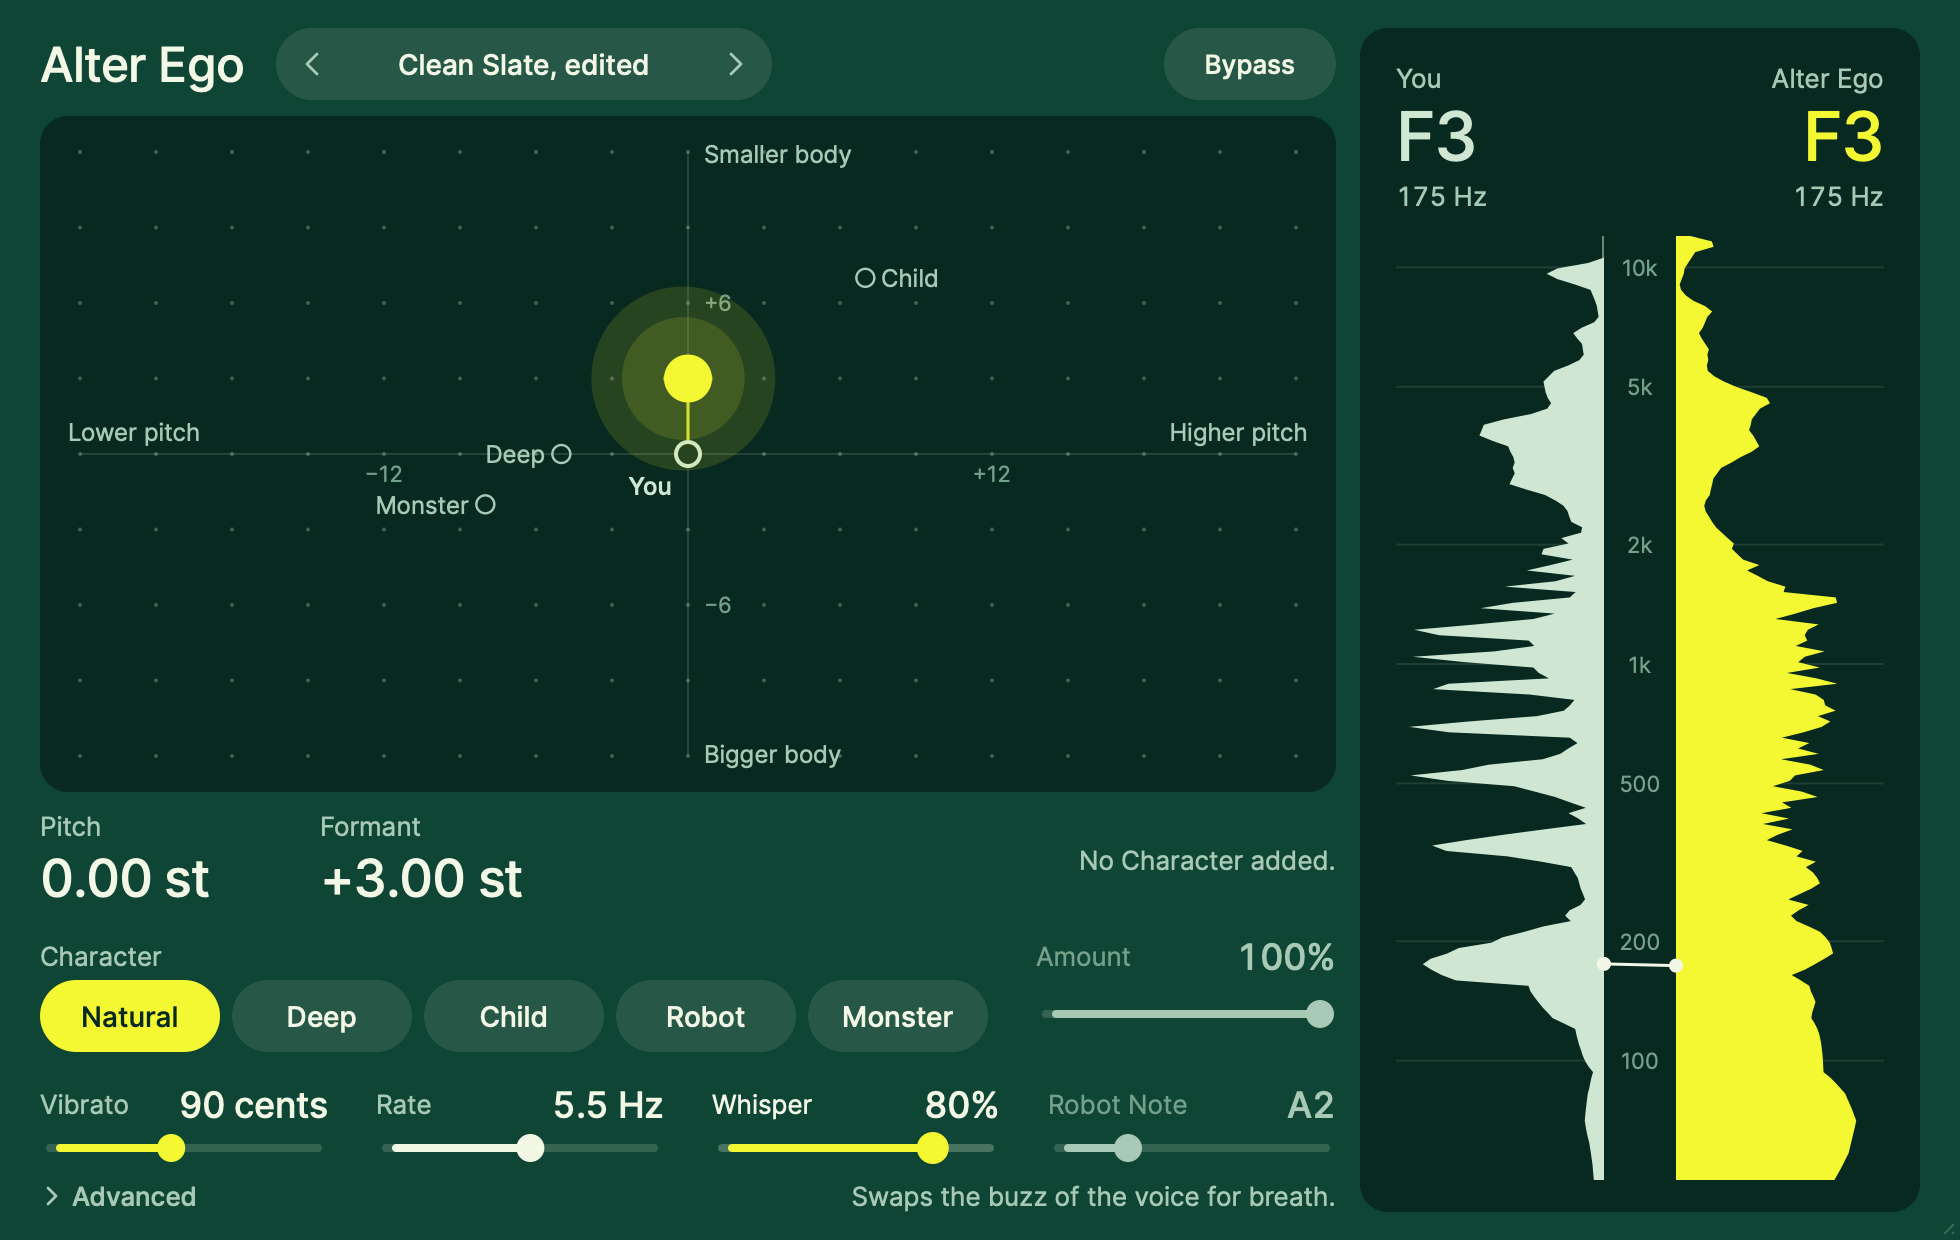 Alter Ego
Clean Slate, edited
Bypass
Smaller body
Child
+6
Lower pitch
Higher pitch
Deep
−12
+12
You
Monster
−6
Bigger body
You
Alter Ego
F3
F3
175 Hz
175 Hz
10k
5k
2k
1k
500
200
100
Pitch
Formant
0.00 st
+3.00 st
No Character added.
Character
Amount
100%
Natural
Deep
Child
Robot
Monster
Vibrato
90 cents
Rate
5.5 Hz
Whisper
80%
Robot Note
A2
Advanced
Swaps the buzz of the voice for breath.